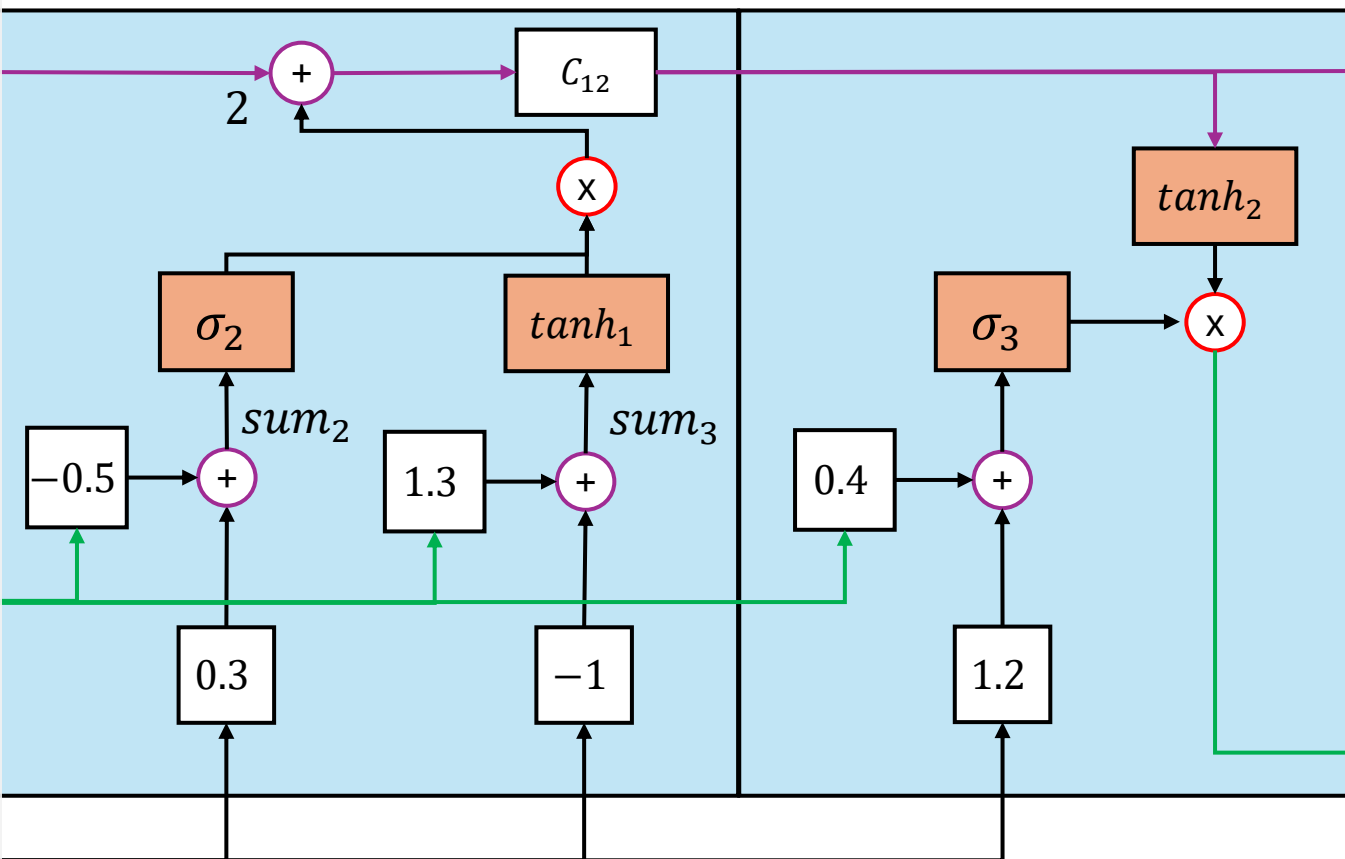 +
C₁₂
2
x
tanh₂
σ₂
tanh₁
σ₃
x
sum₂
sum₃
−0.5
+
1.3
+
0.4
+
0.3
−1
1.2